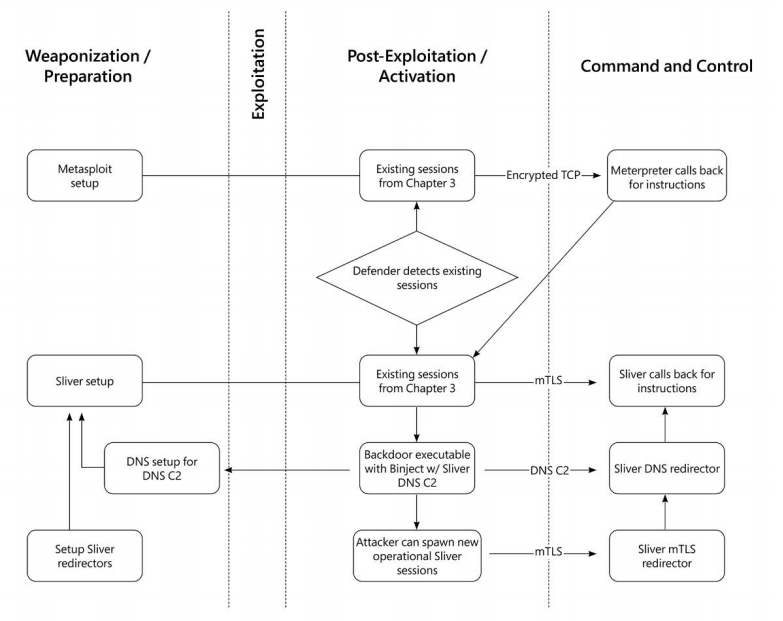 Weaponization /
Preparation
Exploitation
Post-Exploitation /
Activation
Command and Control
Metasploit
setup
Existing sessions
from Chapter 3
Encrypted TCP
Meterpreter calls back
for instructions
Defender detects existing
sessions
Sliver setup
Existing sessions
from Chapter 3
mTLS
Sliver calls back for
instructions
DNS setup for
DNS C2
Backdoor executable
with Binject w/ Sliver
DNS C2
DNS C2
Sliver DNS redirector
Setup Sliver
redirectors
Attacker can spawn new
operational Sliver
sessions
mTLS
Sliver mTLS
redirector